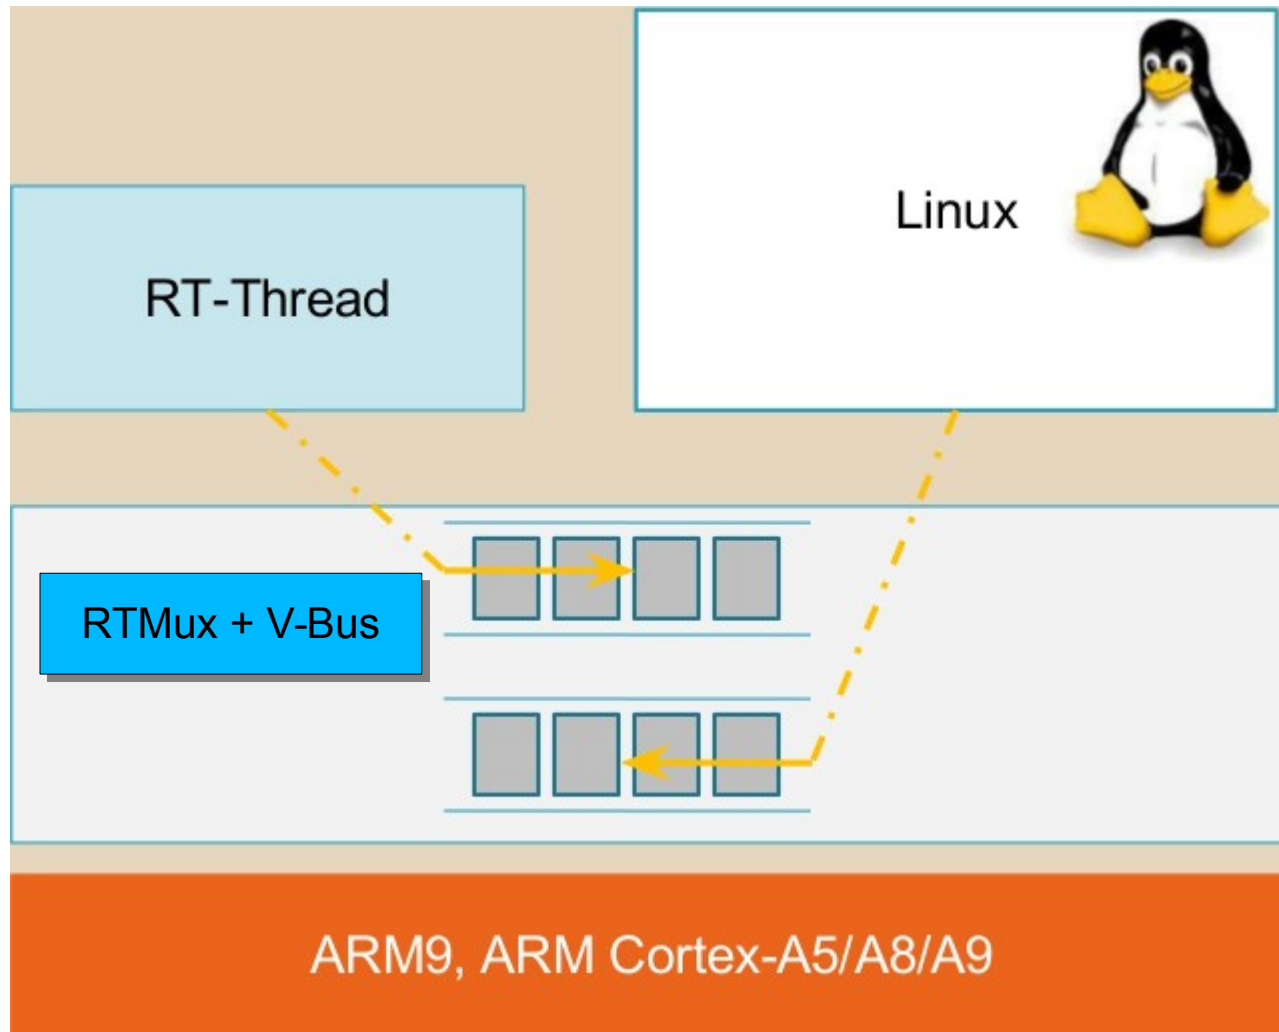 Linux
RT-Thread
RTMux + V-Bus
ARM9, ARM Cortex-A5/A8/A9